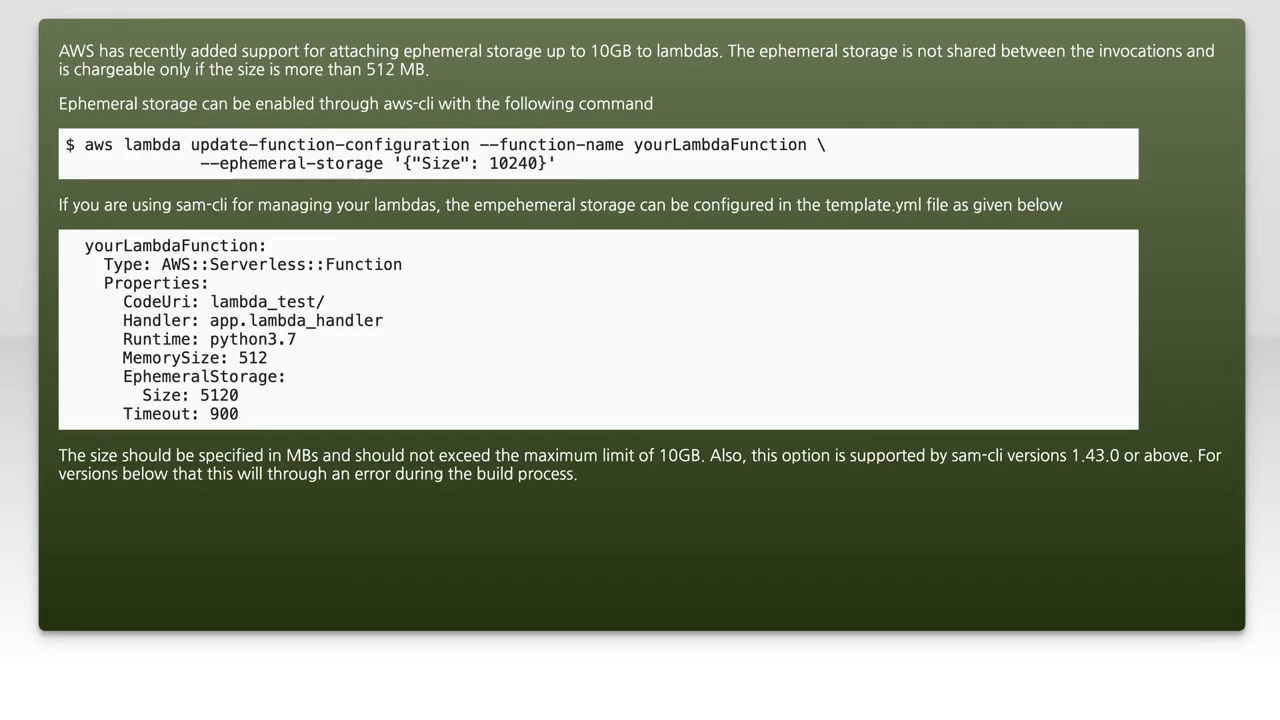 AWS has recently added support for attaching ephemeral storage up to 10GB to lambdas. The ephemeral storage is not shared between the invocations and
is chargeable only if the size is more than 512 MB.
Ephemeral storage can be enabled through aws-cli with the following command
$ aws lambda update-function-configuration --function-name yourLambdaFunction \
--ephemeral-storage '{"Size": 10240}'
If you are using sam-cli for managing your lambdas, the empehemeral storage can be configured in the template.yml file as given below
yourLambdaFunction:
Type: AWS::Serverless::Function
Properties:
CodeUri: lambda_test/
Handler: app.lambda_handler
Runtime: python3.7
MemorySize: 512
EphemeralStorage:
Size: 5120
Timeout: 900
The size should be specified in MBs and should not exceed the maximum limit of 10GB. Also, this option is supported by sam-cli versions 1.43.0 or above. For
versions below that this will through an error during the build process.